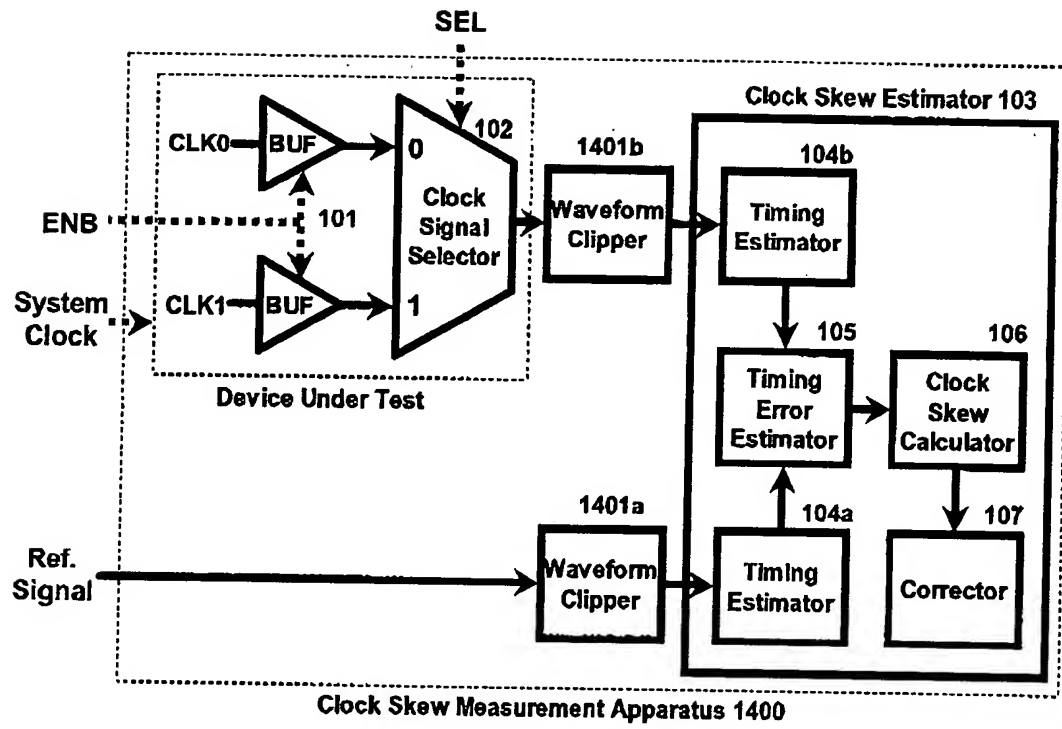 SEL
Clock Skew Estimator 103
CLK0
BUF
0
102
1401b
104b
Clock
Signal
Selector
Waveform
Clipper
Timing
Estimator
ENB
101
System
Clock
CLK1
BUF
1
Device Under Test
105
106
Timing
Error
Estimator
Clock
Skew
Calculator
1401a
104a
107
Ref.
Signal
Waveform
Clipper
Timing
Estimator
Corrector
Clock Skew Measurement Apparatus 1400